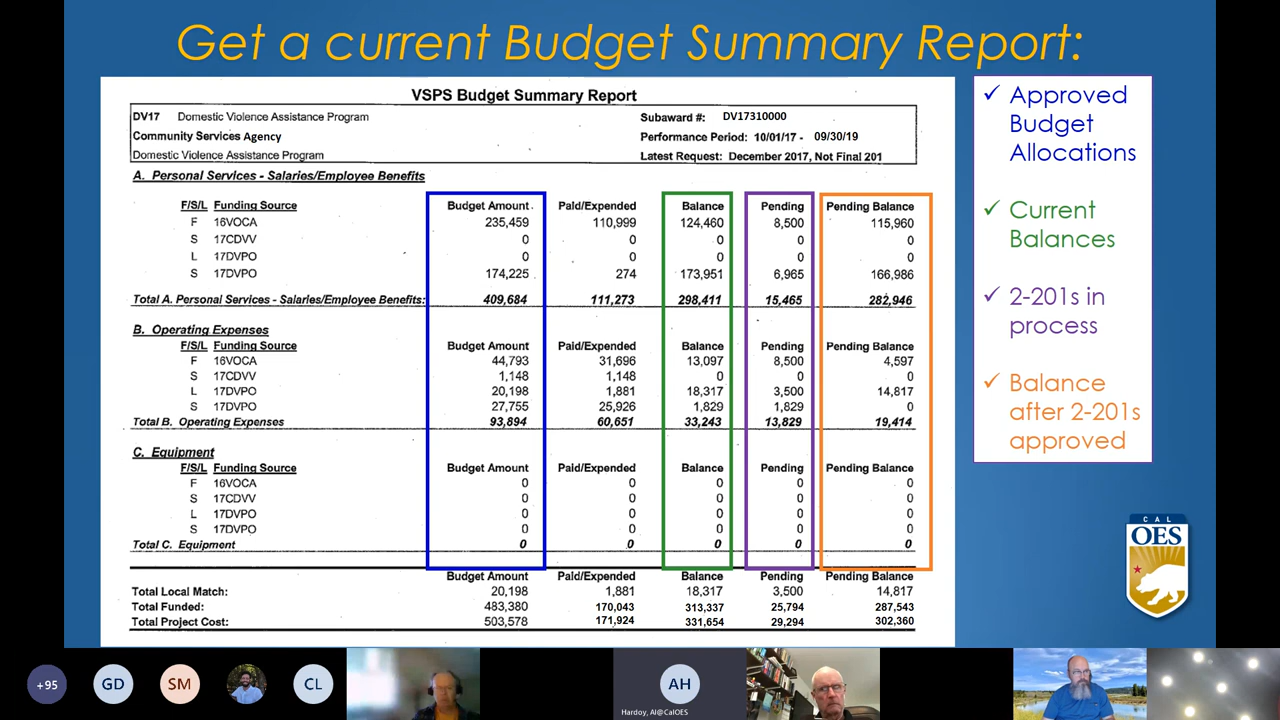 Get a current Budget Summary Report:
VSPS Budget Summary Report
DV17 Domestic Violence Assistance Program Subaward #: DV17310000
Community Services Agency Performance Period: 10/01/17 - 09/30/19
Domestic Violence Assistance Program Latest Request: December 2017, Not Final 201
A. Personal Services - Salaries/Employee Benefits
F/S/L Funding Source Budget Amount Paid/Expended Balance Pending Pending Balance
F 16VOCA 235,459 110,999 124,460 8,500 115,960
S 17CDVV 0 0 0 0 0
L 17DVPO 0 0 0 0 0
S 17DVPO 174,225 274 173,951 6,965 166,986
Total A. Personal Services - Salaries/Employee Benefits: 409,684 111,273 298,411 15,465 282,946
B. Operating Expenses
F/S/L Funding Source Budget Amount Paid/Expended Balance Pending Pending Balance
F 16VOCA 44,793 31,696 13,097 8,500 4,597
S 17CDVV 1,148 1,148 0 0 0
L 17DVPO 20,198 1,881 18,317 3,500 14,817
S 17DVPO 27,755 25,926 1,829 1,829 0
Total B. Operating Expenses 93,894 60,651 33,243 13,829 19,414
C. Equipment
F/S/L Funding Source Budget Amount Paid/Expended Balance Pending Pending Balance
F 16VOCA 0 0 0 0 0
S 17CDVV 0 0 0 0 0
L 17DVPO 0 0 0 0 0
S 17DVPO 0 0 0 0 0
Total C. Equipment 0 0 0 0 0
Budget Amount Paid/Expended Balance Pending Pending Balance
Total Local Match: 20,198 1,881 18,317 3,500 14,817
Total Funded: 483,380 170,043 313,337 25,794 287,543
Total Project Cost: 503,578 171,924 331,654 29,294 302,360
✓ Approved
Budget
Allocations
✓ Current
Balances
✓ 2-201s in
process
✓ Balance
after 2-201s
approved
CAL
OES
+95 GD SM CL AH
Hardoy, Al@CalOES